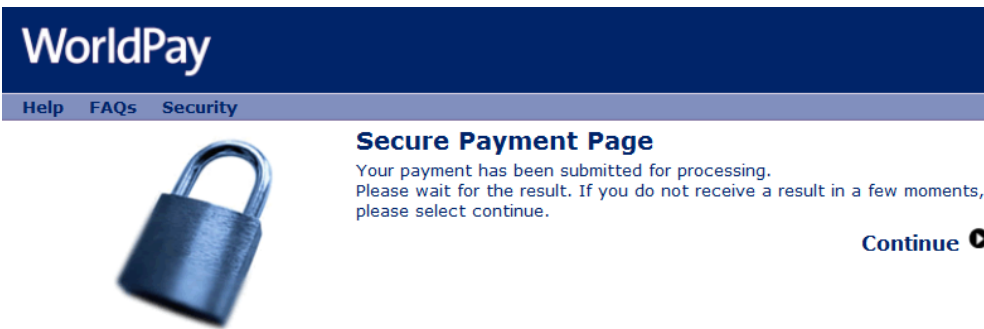 WorldPay
Help FAQs Security
Secure Payment Page
Your payment has been submitted for processing.
Please wait for the result. If you do not receive a result in a few moments,
please select continue.
Continue